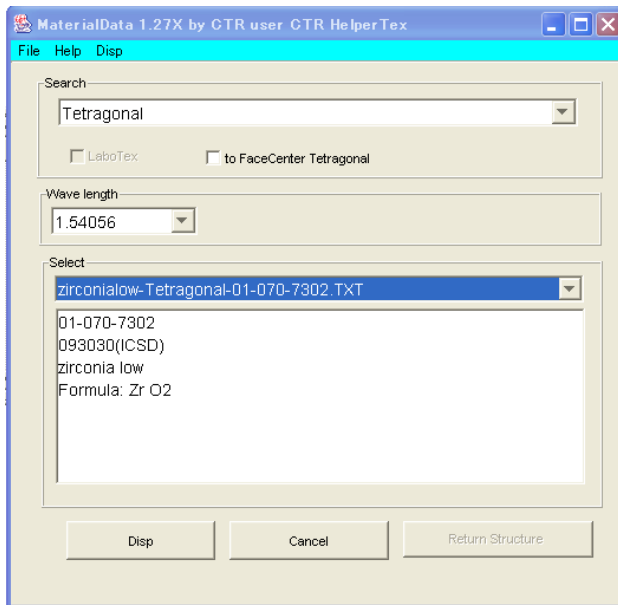 MaterialData 1.27X by CTR user CTR HelperTex
File Help Disp
Search
Tetragonal
LaboTex to FaceCenter Tetragonal
Wave length
1.54056
Select
zirconialow-Tetragonal-01-070-7302.TXT
01-070-7302
093030(ICSD)
zirconia low
Formula: Zr O2
Disp Cancel Return Structure